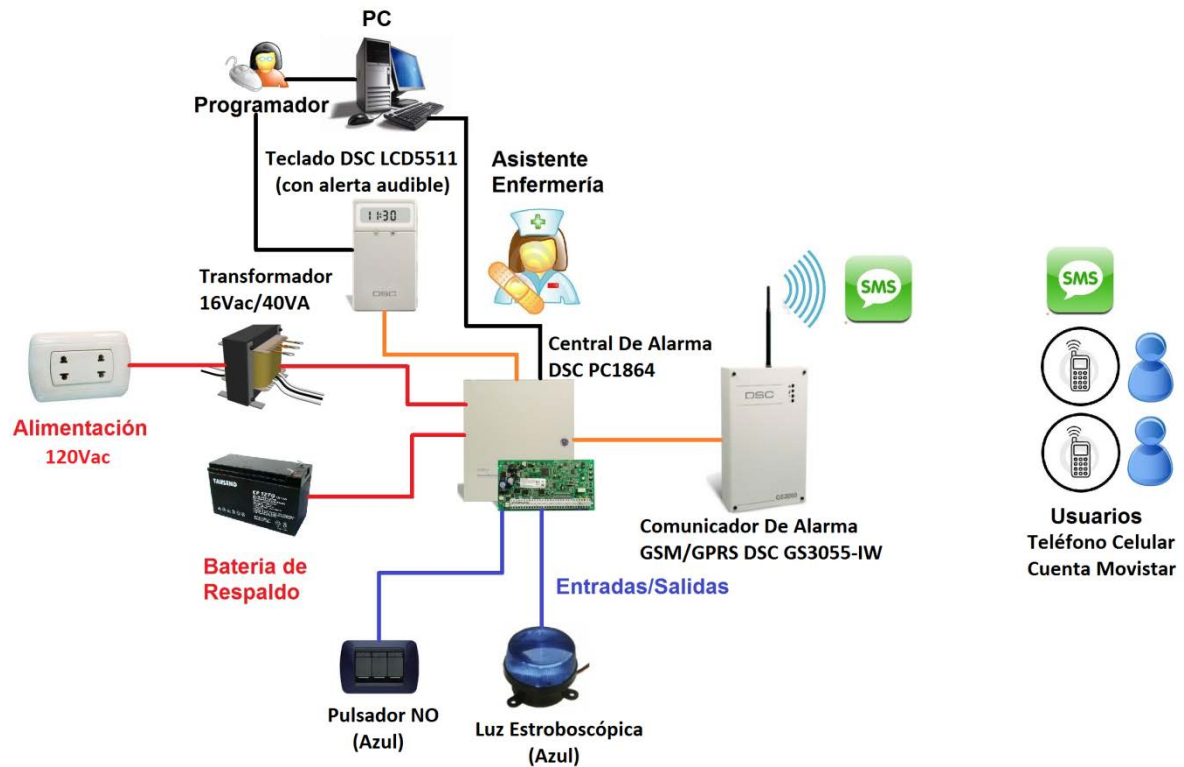 PC
Programador
Teclado DSC LCD5511
(con alerta audible)
11:30
DSC
Asistente
Enfermería
Transformador
16Vac/40VA
SMS
SMS
Central De Alarma
DSC PC1864
DSC
GS3060
Alimentación
120Vac
TAHSIND
Comunicador De Alarma
GSM/GPRS DSC GS3055-IW
Usuarios
Teléfono Celular
Cuenta Movistar
Bateria de
Respaldo
Entradas/Salidas
Pulsador NO
(Azul)
Luz Estroboscópica
(Azul)